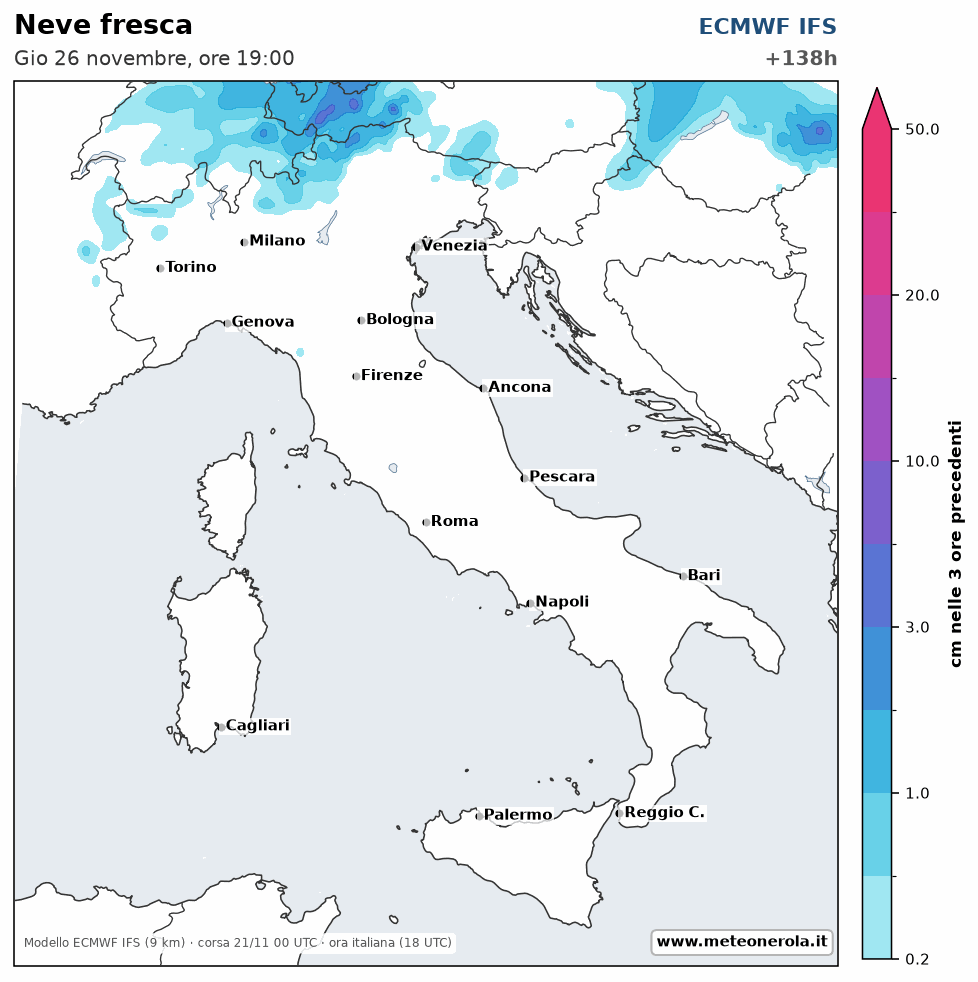 Neve fresca
ECMWF IFS
Gio 26 novembre, ore 19:00
+138h
Milano
Venezia
Torino
Genova
Bologna
Firenze
Ancona
Pescara
Roma
Bari
Napoli
Cagliari
Palermo
Reggio C.
50.0
20.0
10.0
3.0
1.0
0.2
cm nelle 3 ore precedenti
Modello ECMWF IFS (9 km) · corsa 21/11 00 UTC · ora italiana (18 UTC)
www.meteonerola.it